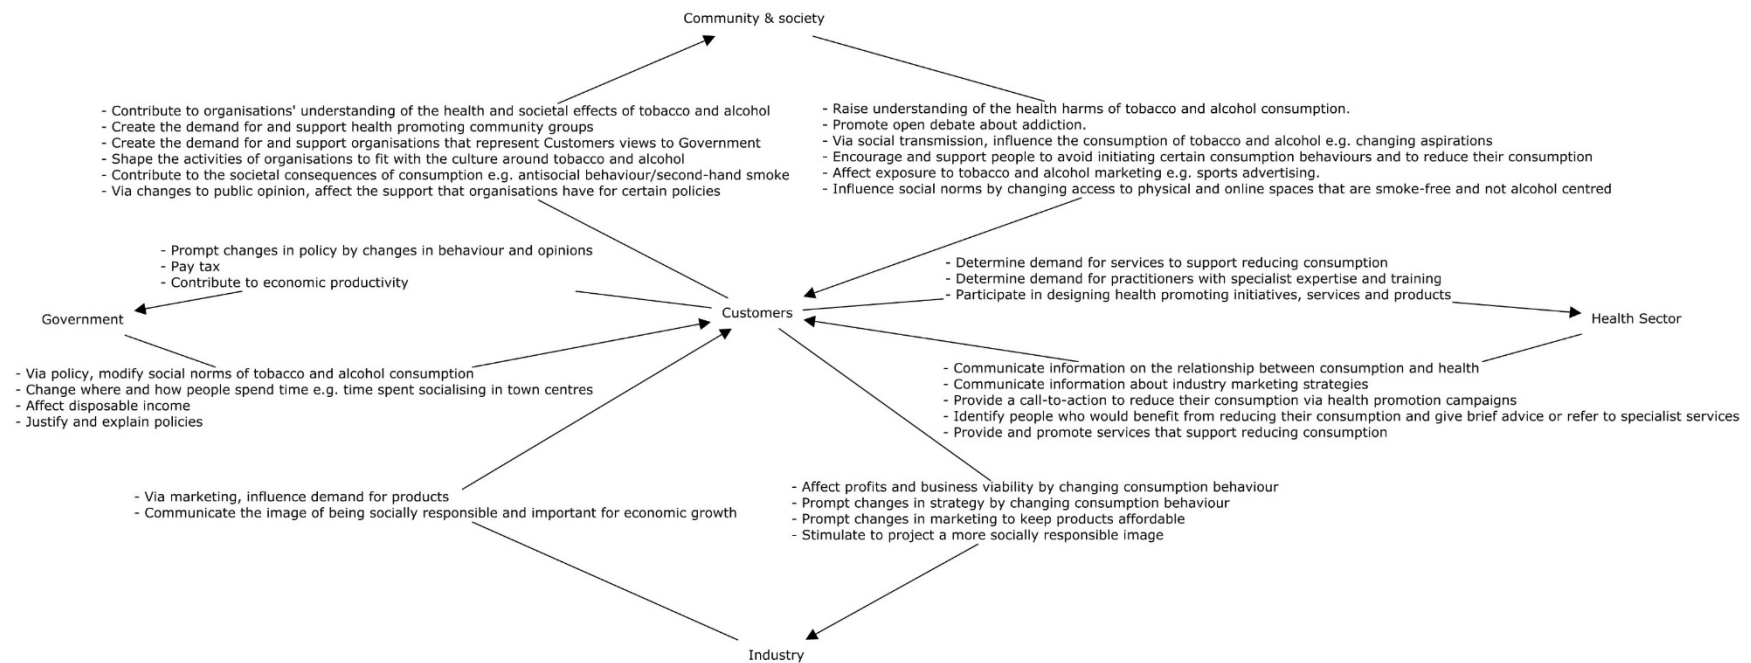 Community & society
- Contribute to organisations' understanding of the health and societal effects of tobacco and alcohol
- Create the demand for and support health promoting community groups
- Create the demand for and support organisations that represent Customers views to Government
- Shape the activities of organisations to fit with the culture around tobacco and alcohol
- Contribute to the societal consequences of consumption e.g. antisocial behaviour/second-hand smoke
- Via changes to public opinion, affect the support that organisations have for certain policies
- Raise understanding of the health harms of tobacco and alcohol consumption.
- Promote open debate about addiction.
- Via social transmission, influence the consumption of tobacco and alcohol e.g. changing aspirations
- Encourage and support people to avoid initiating certain consumption behaviours and to reduce their consumption
- Affect exposure to tobacco and alcohol marketing e.g. sports advertising.
- Influence social norms by changing access to physical and online spaces that are smoke-free and not alcohol centred
- Prompt changes in policy by changes in behaviour and opinions
- Pay tax
- Contribute to economic productivity
- Determine demand for services to support reducing consumption
- Determine demand for practitioners with specialist expertise and training
- Participate in designing health promoting initiatives, services and products
Government
Customers
Health Sector
- Via policy, modify social norms of tobacco and alcohol consumption
- Change where and how people spend time e.g. time spent socialising in town centres
- Affect disposable income
- Justify and explain policies
- Communicate information on the relationship between consumption and health
- Communicate information about industry marketing strategies
- Provide a call-to-action to reduce their consumption via health promotion campaigns
- Identify people who would benefit from reducing their consumption and give brief advice or refer to specialist services
- Provide and promote services that support reducing consumption
- Via marketing, influence demand for products
- Communicate the image of being socially responsible and important for economic growth
- Affect profits and business viability by changing consumption behaviour
- Prompt changes in strategy by changing consumption behaviour
- Prompt changes in marketing to keep products affordable
- Stimulate to project a more socially responsible image
Industry